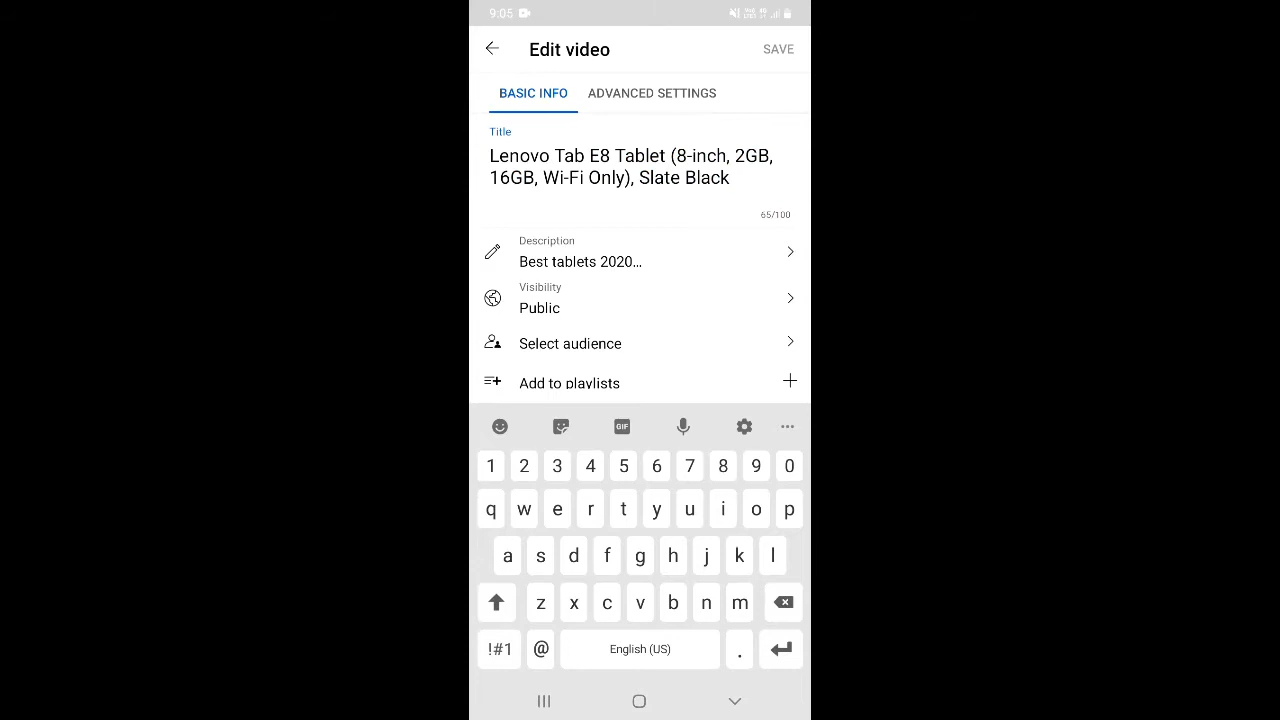 9:05
Edit video
SAVE
BASIC INFO
ADVANCED SETTINGS
Title
Lenovo Tab E8 Tablet (8-inch, 2GB,
16GB, Wi-Fi Only), Slate Black
65/100
Description
Best tablets 2020...
Visibility
Public
Select audience
Add to playlists
GIF
1 2 3 4 5 6 7 8 9 0
q w e r t y u i o p
a s d f g h j k l
z x c v b n m
!#1 @ English (US) .